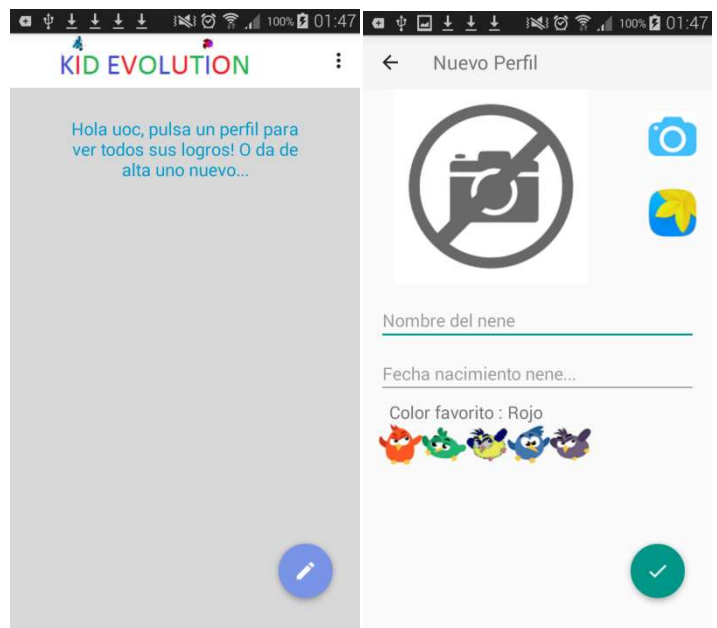 100% 01:47
KID EVOLUTION
Hola uoc, pulsa un perfil para
ver todos sus logros! O da de
alta uno nuevo...
100% 01:47
Nuevo Perfil
Nombre del nene
Fecha nacimiento nene...
Color favorito : Rojo